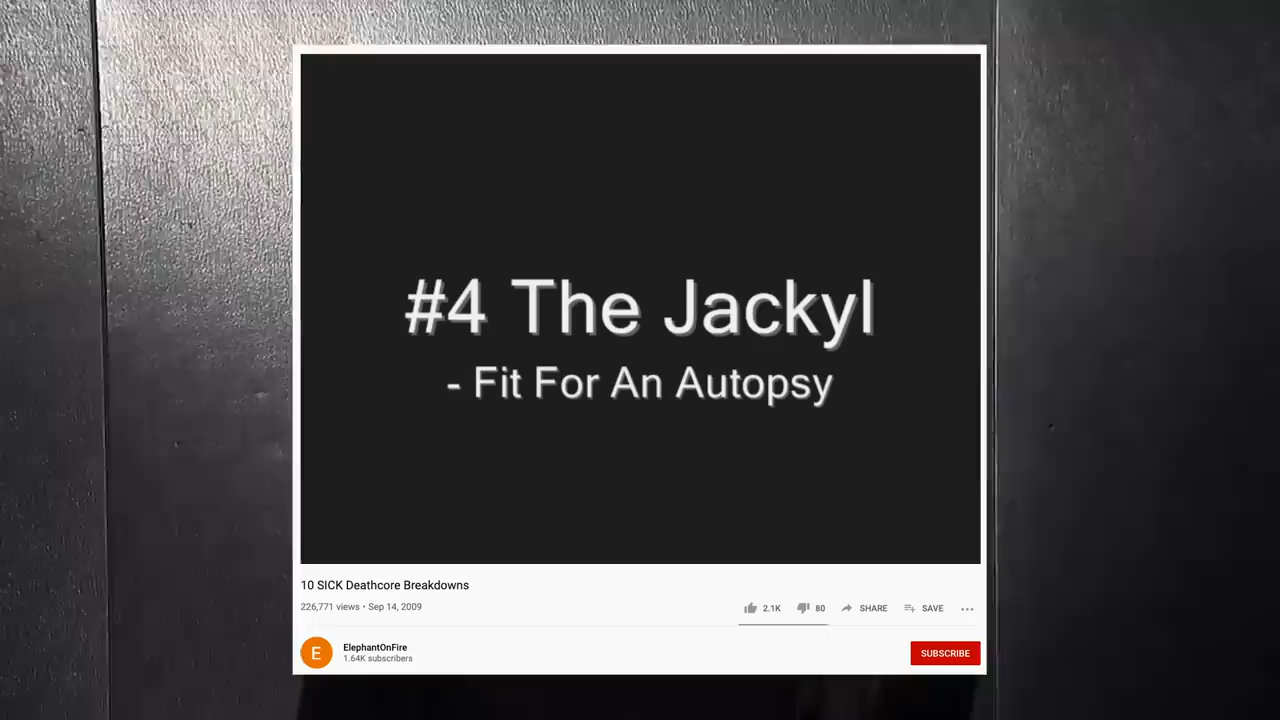 #4 The Jackyl
- Fit For An Autopsy
10 SICK Deathcore Breakdowns
226,771 views • Sep 14, 2009
2.1K
80
SHARE
SAVE
E
ElephantOnFire
1.64K subscribers
SUBSCRIBE